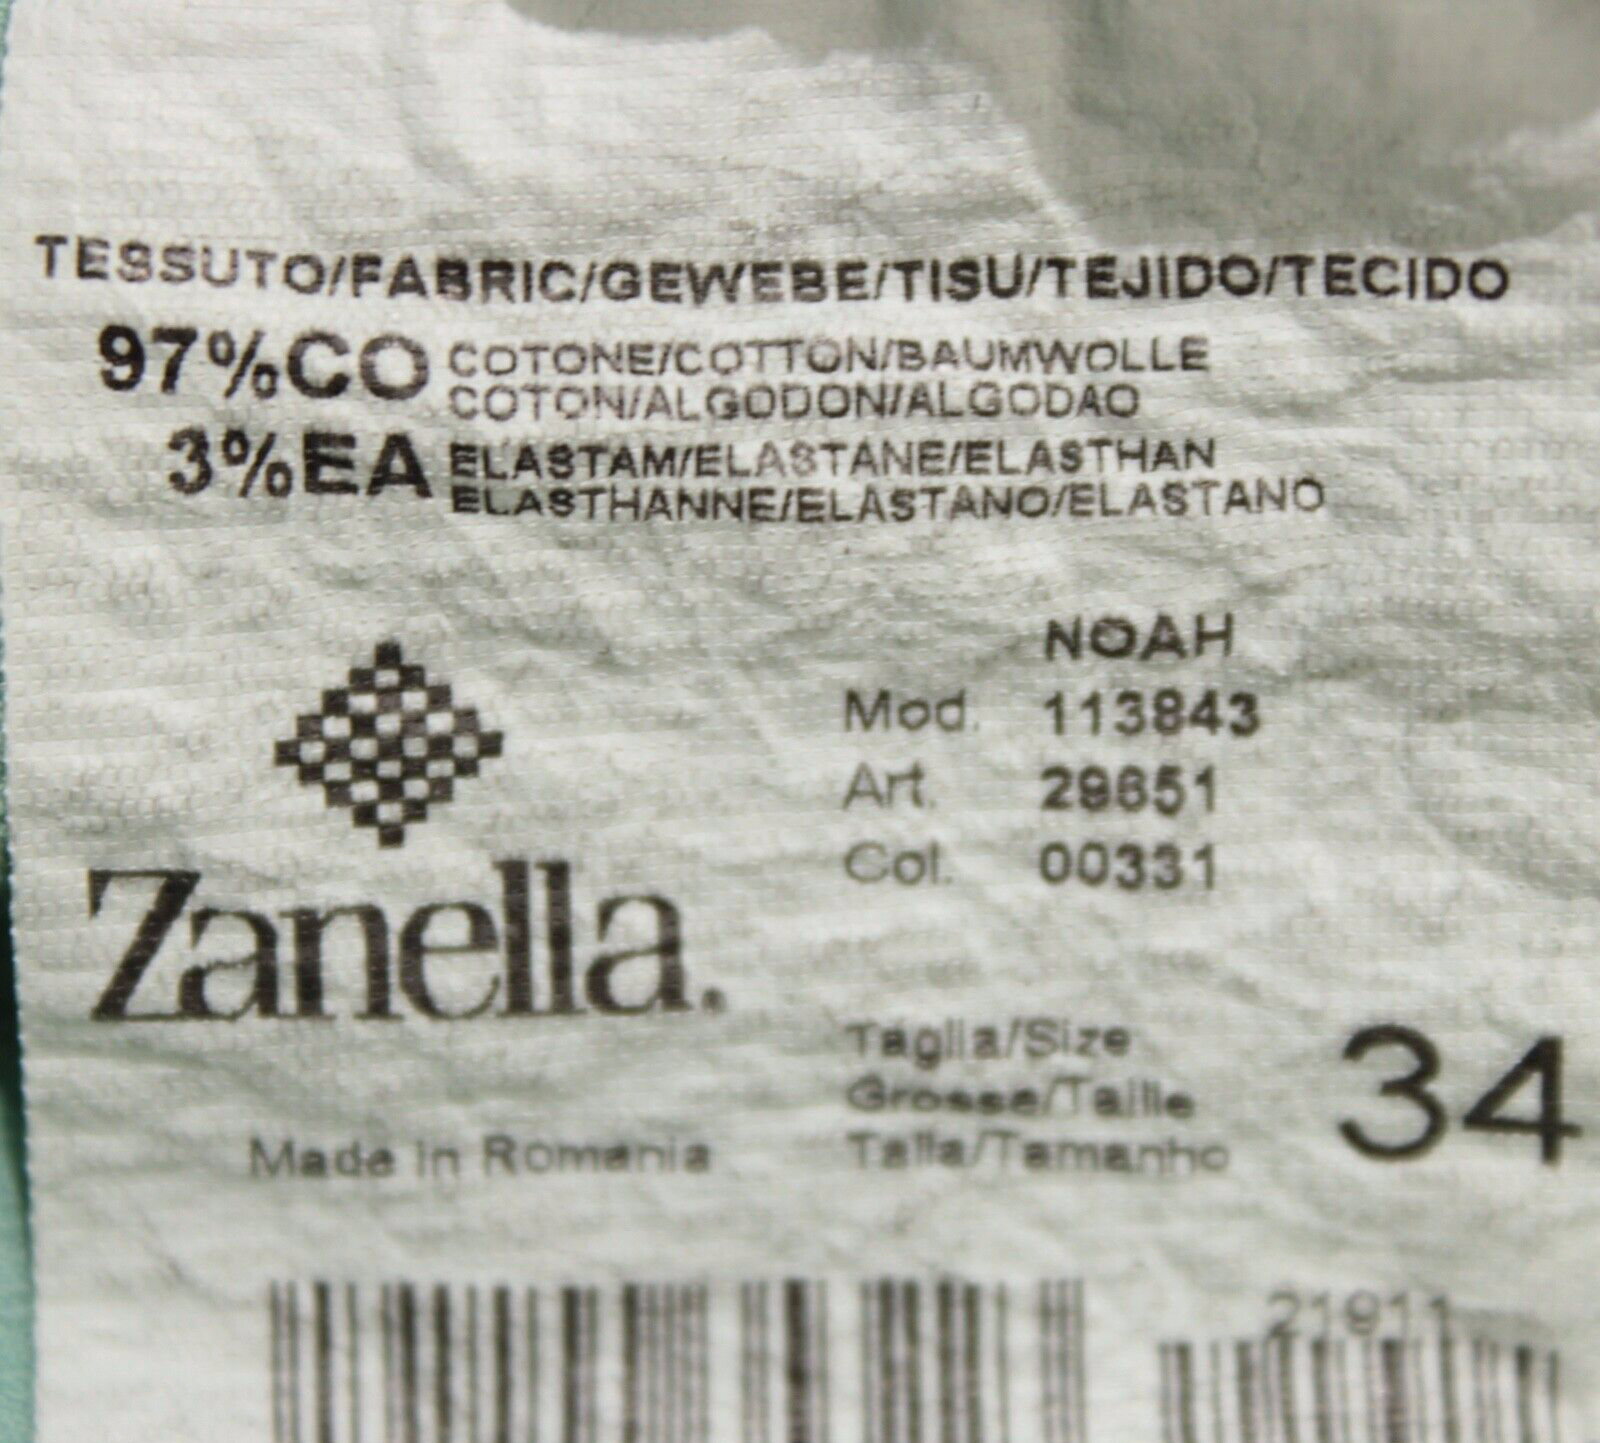 TESSUTO/FABRIC/GEWEBE/TISU/TEJIDO/TECIDO
97%CO COTONE/COTTON/BAUMWOLLE
COTON/ALGODON/ALGODAO
3%EA ELASTAM/ELASTANE/ELASTHAN
ELASTHANNE/ELASTANO/ELASTANO
NOAH
Mod. 113843
Art. 29651
Col. 00331
Zanella.
Taglia/Size
Grosse/Taille
Talla/Tamanho
34
Made in Romania
21911